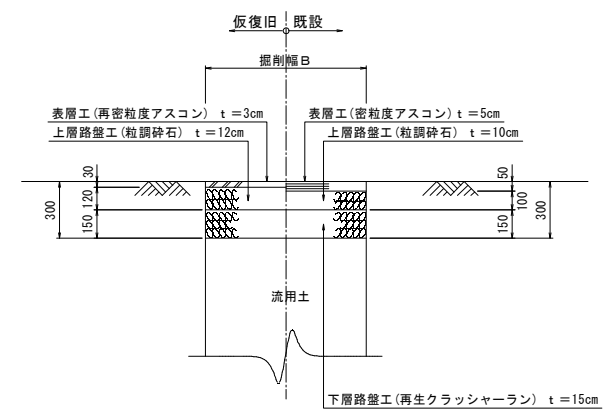 仮復旧 既設
掘削幅B
表層工(再密粒度アスコン) t=3cm
表層工(密粒度アスコン) t=5cm
上層路盤工(粒調砕石) t=12cm
上層路盤工(粒調砕石) t=10cm
30
120
150
300
50
100
150
300
流用土
下層路盤工(再生クラッシャーラン) t=15cm